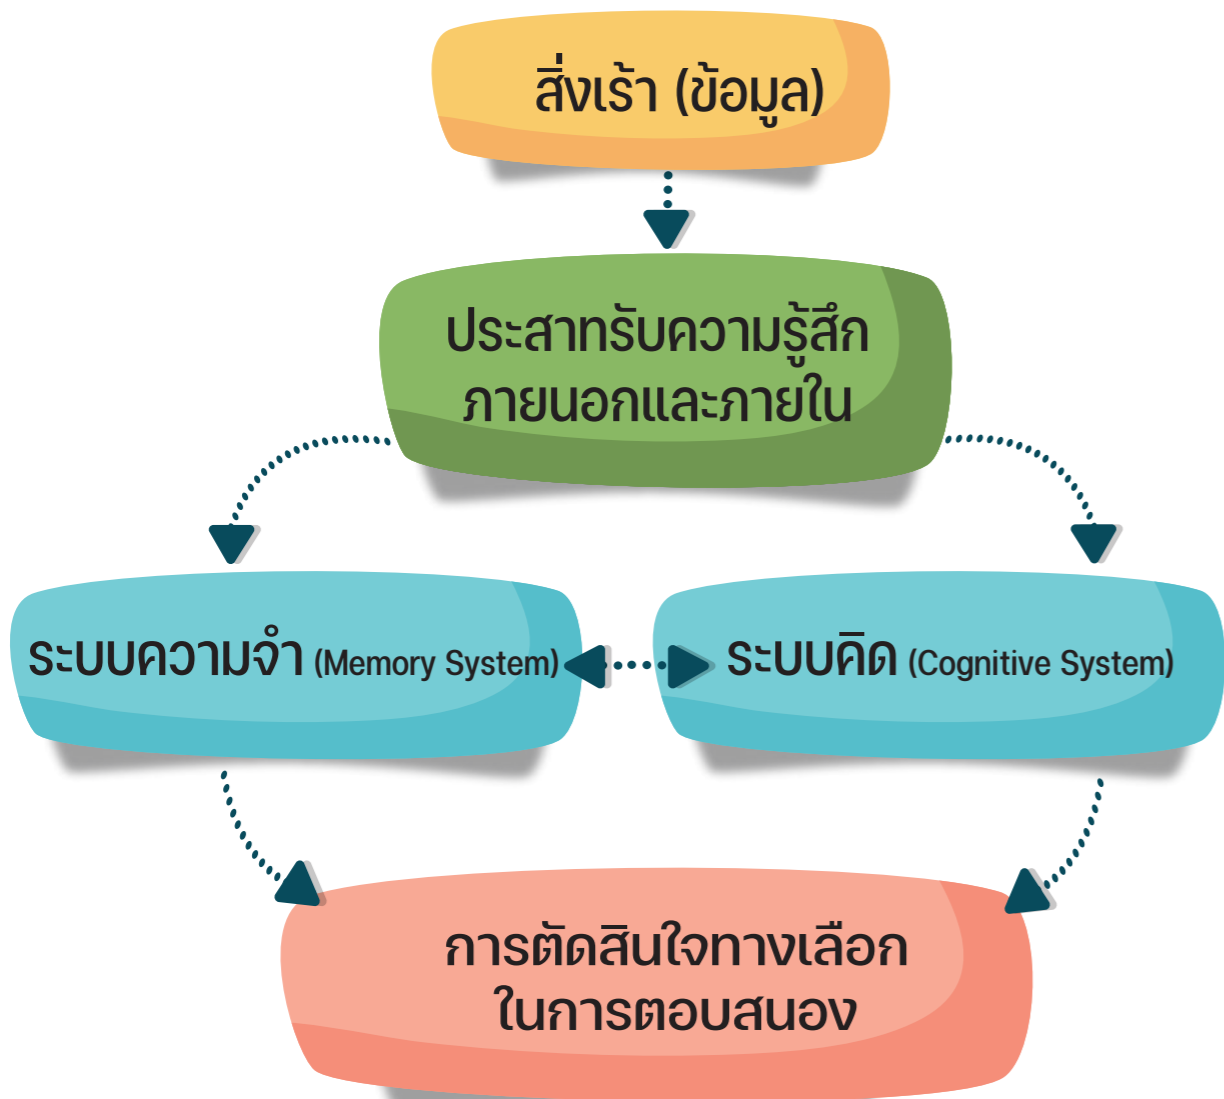 สิ่งเร้า (ข้อมูล)
ประสาทรับความรู้สึก
ภายนอกและภายใน
ระบบความจำ (Memory System)
ระบบคิด (Cognitive System)
การตัดสินใจทางเลือก
ในการตอบสนอง